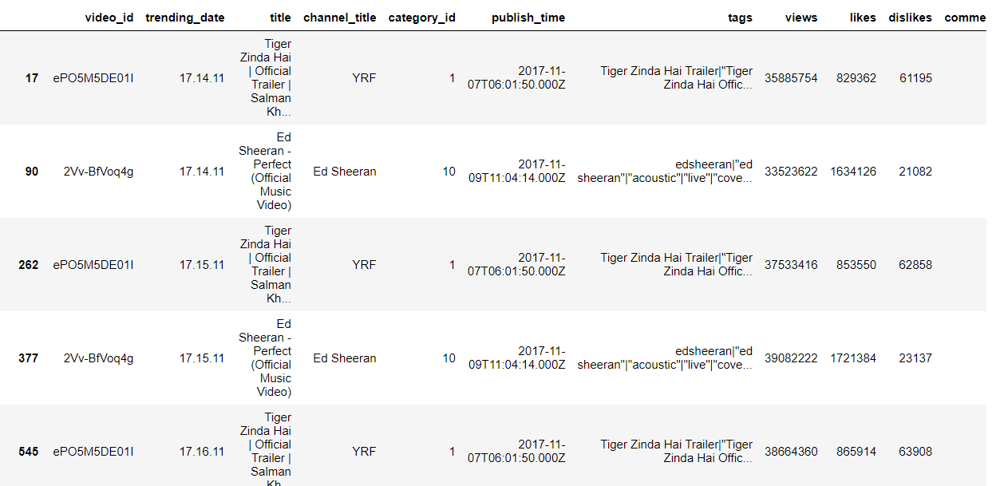 video_id trending_date title channel_title category_id publish_time tags views likes dislikes comme
17 ePO5M5DE01I 17.14.11 Tiger Zinda Hai | Official Trailer | Salman Kh... YRF 1 2017-11-07T06:01:50.000Z Tiger Zinda Hai Trailer|"Tiger Zinda Hai Offic... 35885754 829362 61195
90 2Vv-BfVoq4g 17.14.11 Ed Sheeran - Perfect (Official Music Video) Ed Sheeran 10 2017-11-09T11:04:14.000Z edsheeran|"ed sheeran"|"acoustic"|"live"|"cove... 33523622 1634126 21082
262 ePO5M5DE01I 17.15.11 Tiger Zinda Hai | Official Trailer | Salman Kh... YRF 1 2017-11-07T06:01:50.000Z Tiger Zinda Hai Trailer|"Tiger Zinda Hai Offic... 37533416 853550 62858
377 2Vv-BfVoq4g 17.15.11 Ed Sheeran - Perfect (Official Music Video) Ed Sheeran 10 2017-11-09T11:04:14.000Z edsheeran|"ed sheeran"|"acoustic"|"live"|"cove... 39082222 1721384 23137
545 ePO5M5DE01I 17.16.11 Tiger Zinda Hai | Official Trailer | Salman Kh... YRF 1 2017-11-07T06:01:50.000Z Tiger Zinda Hai Trailer|"Tiger Zinda Hai Offic... 38664360 865914 63908